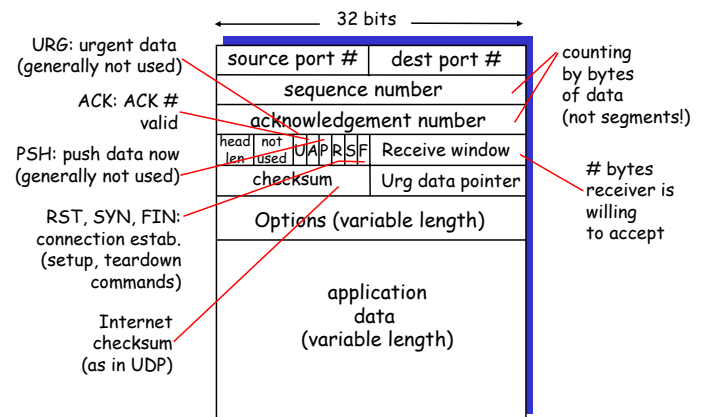 32 bits
URG: urgent data
(generally not used)
ACK: ACK #
valid
PSH: push data now
(generally not used)
RST, SYN, FIN:
connection estab.
(setup, teardown
commands)
Internet
checksum
(as in UDP)
source port #
dest port #
sequence number
acknowledgement number
head
len
not
used
U A P R S F
Receive window
checksum
Urg data pointer
Options (variable length)
application
data
(variable length)
counting
by bytes
of data
(not segments!)
# bytes
receiver is
willing
to accept